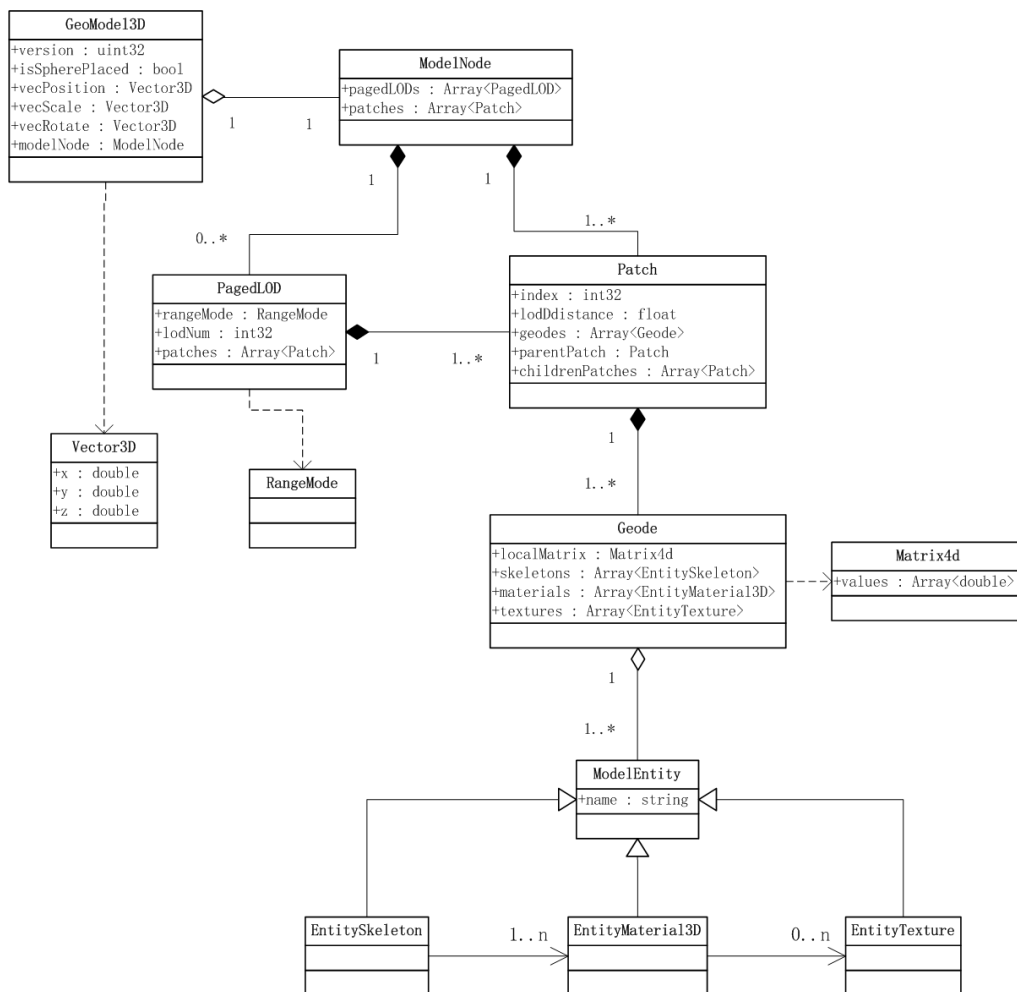 GeoModel3D
+version : uint32
+isSpherePlaced : bool
+vecPosition : Vector3D
+vecScale : Vector3D
+vecRotate : Vector3D
+modelNode : ModelNode
1
1
ModelNode
+pagedLODs : Array<PagedLOD>
+patches : Array<Patch>
1
1
0..*
1..*
PagedLOD
+rangeMode : RangeMode
+lodNum : int32
+patches : Array<Patch>
1
1..*
Patch
+index : int32
+lodDdistance : float
+geodes : Array<Geode>
+parentPatch : Patch
+childrenPatches : Array<Patch>
1
1..*
Vector3D
+x : double
+y : double
+z : double
RangeMode
Geode
+localMatrix : Matrix4d
+skeletons : Array<EntitySkeleton>
+materials : Array<EntityMaterial3D>
+textures : Array<EntityTexture>
Matrix4d
+values : Array<double>
1
1..*
ModelEntity
+name : string
EntitySkeleton
1..n
EntityMaterial3D
0..n
EntityTexture